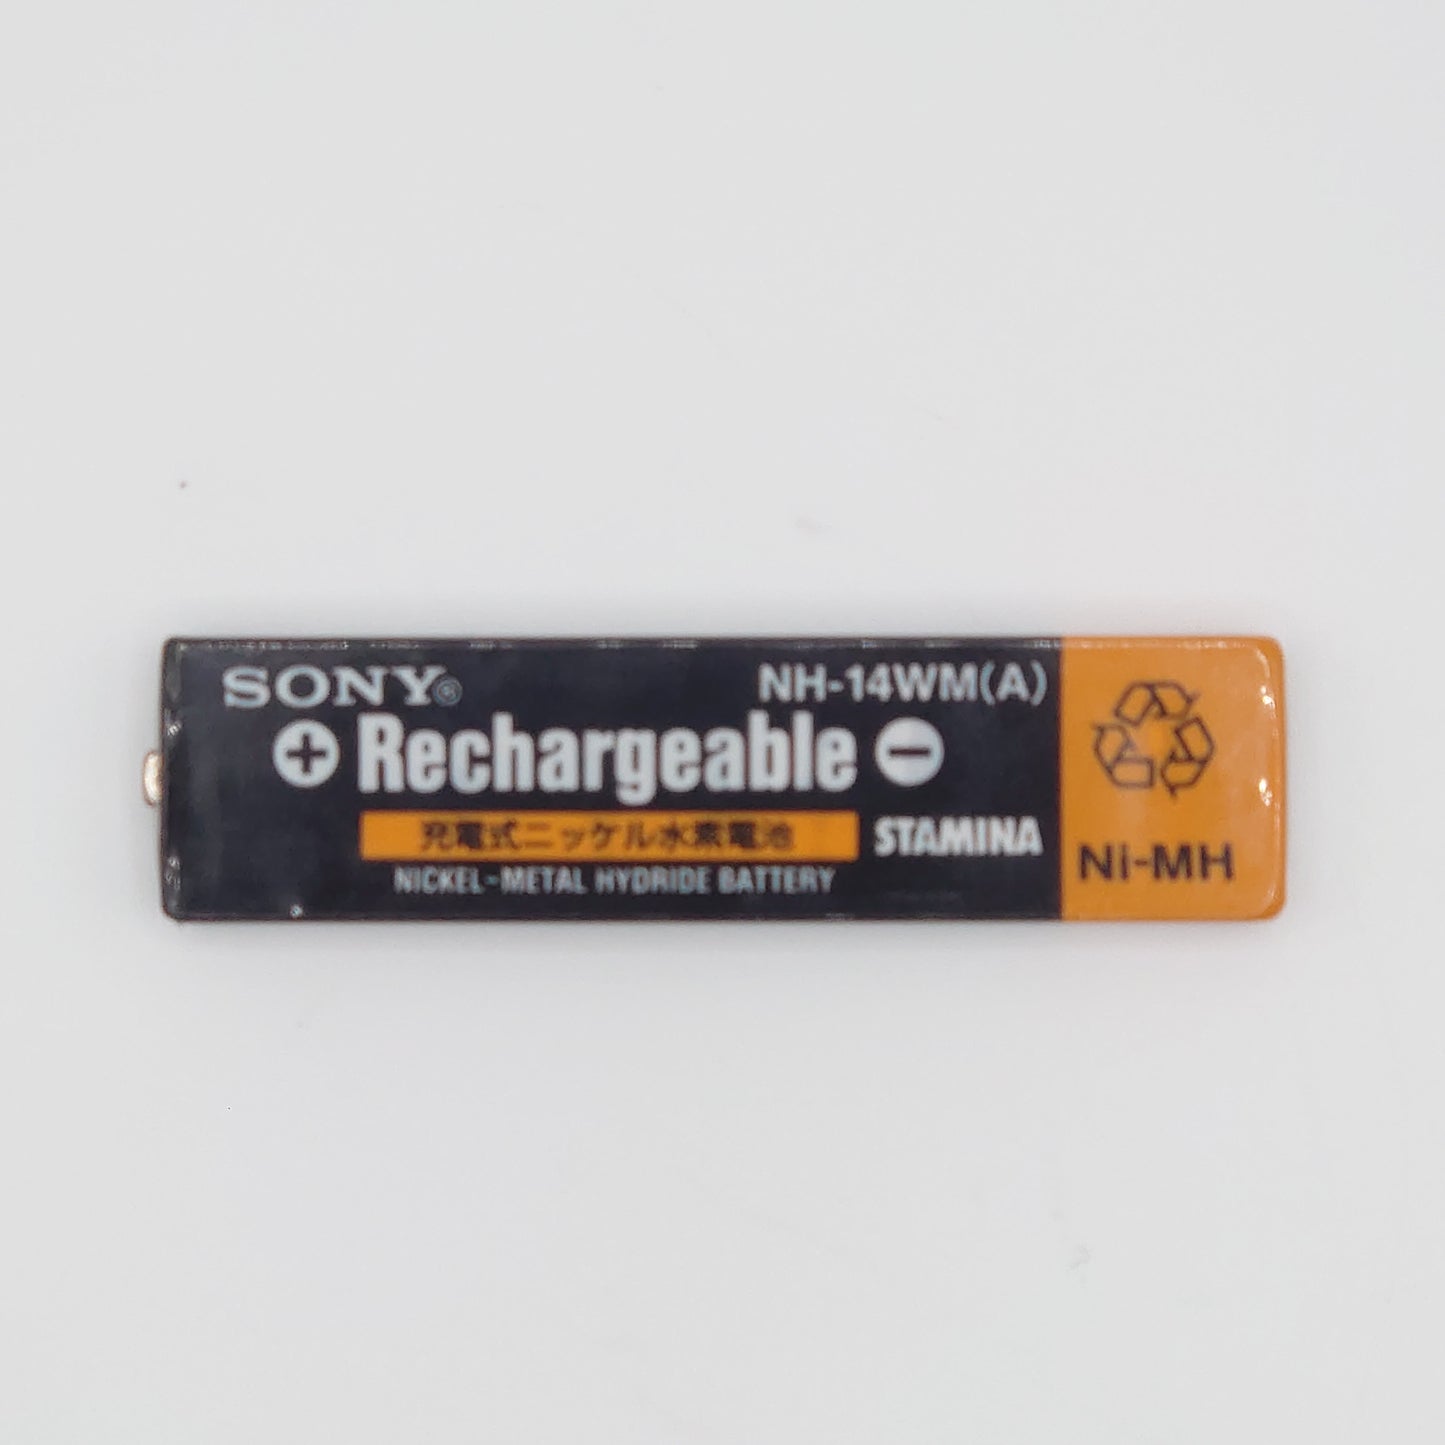 SONY® NH-14WM(A)
+ Rechargeable -
充電式ニッケル水素電池 STAMINA
NICKEL-METAL HYDRIDE BATTERY
Ni-MH